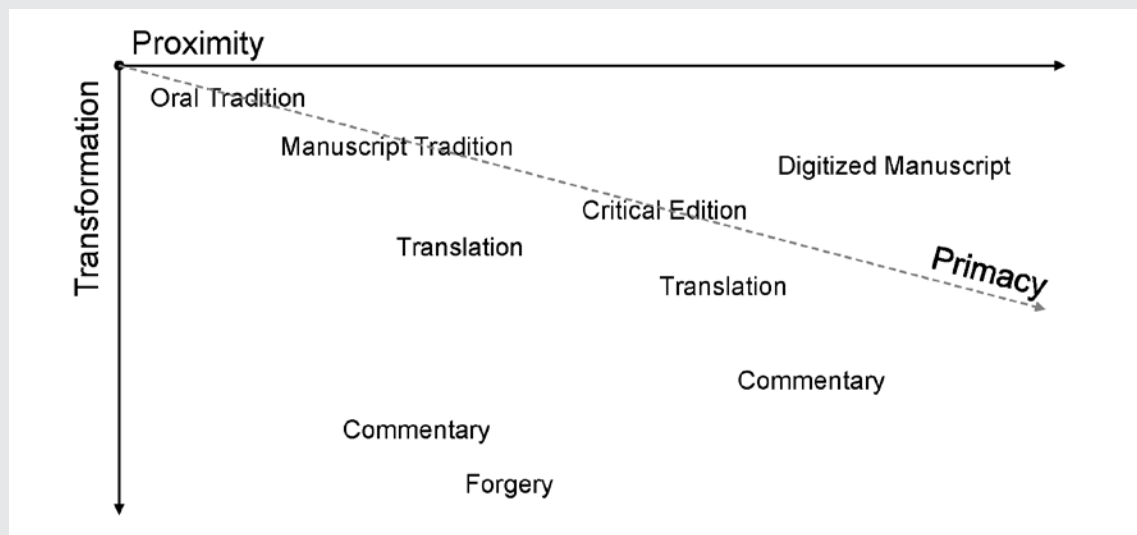 Proximity
Transformation
Oral Tradition
Manuscript Tradition
Digitized Manuscript
Critical Edition
Translation
Primacy
Translation
Commentary
Commentary
Forgery